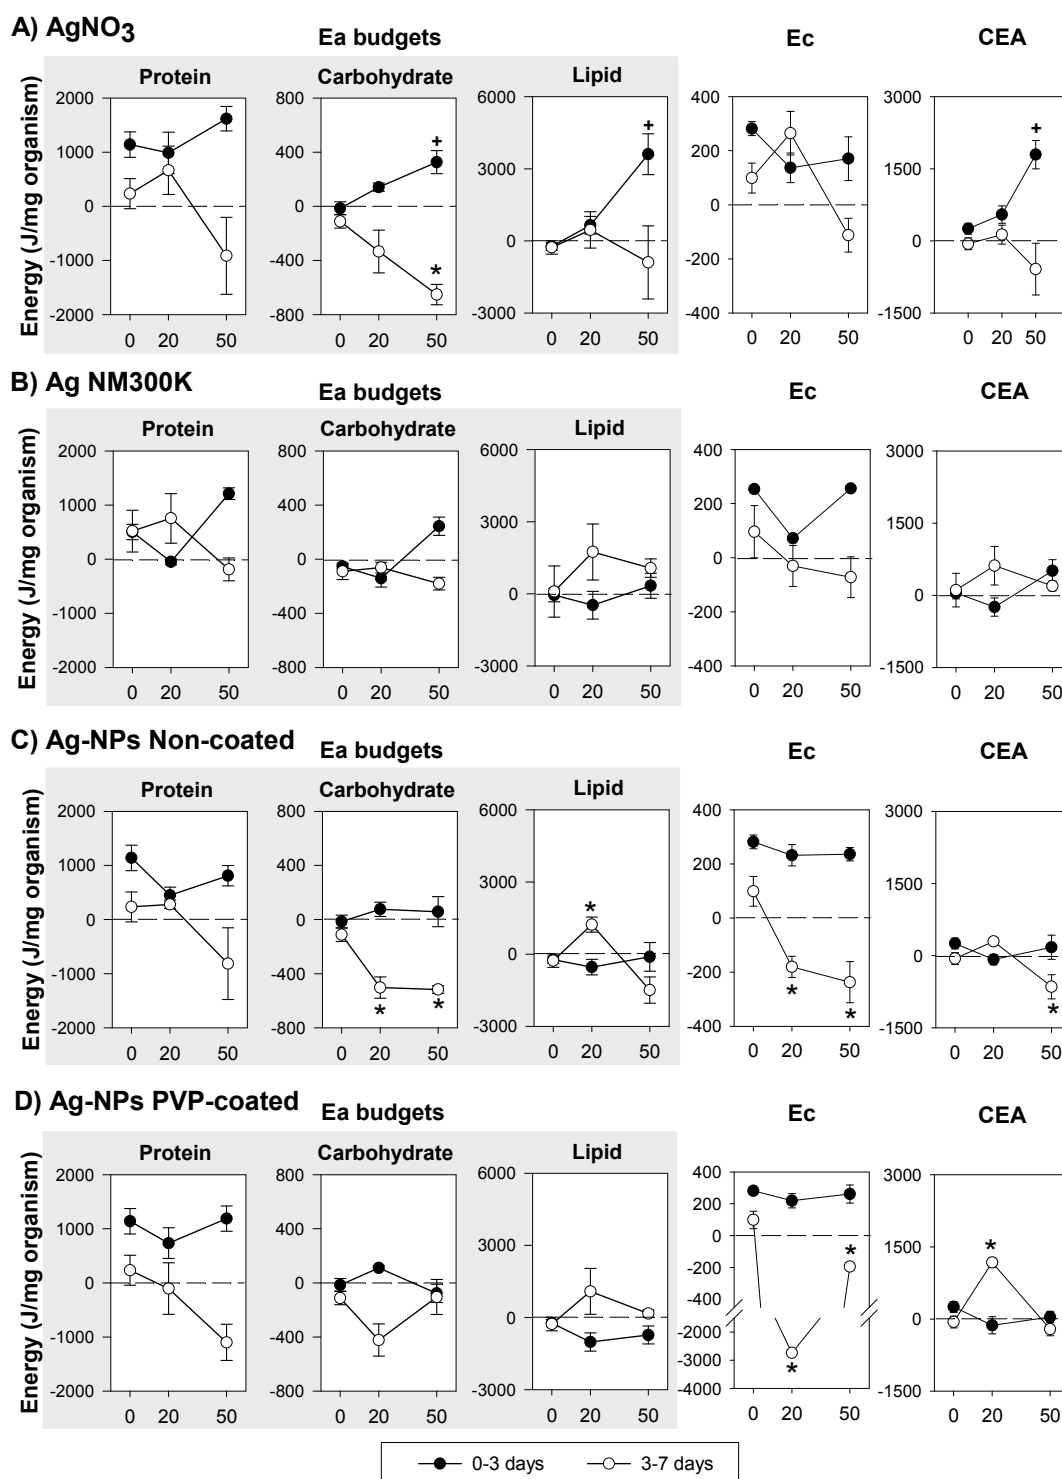 A) AgNO3
Ea budgets
Ec
CEA
Protein
Carbohydrate
Lipid
Energy (J/mg organism)
2000
1000
0
-1000
-2000
0 20 50
800
400
0
-400
-800
0 20 50
+
*
6000
3000
0
-3000
0 20 50
+
400
200
0
-200
-400
0 20 50
3000
1500
0
-1500
0 20 50
+
B) Ag NM300K
Ea budgets
Ec
CEA
Protein
Carbohydrate
Lipid
Energy (J/mg organism)
2000
1000
0
-1000
-2000
0 20 50
800
400
0
-400
-800
0 20 50
6000
3000
0
-3000
0 20 50
400
200
0
-200
-400
0 20 50
3000
1500
0
-1500
0 20 50
C) Ag-NPs Non-coated
Ea budgets
Ec
CEA
Protein
Carbohydrate
Lipid
Energy (J/mg organism)
2000
1000
0
-1000
-2000
0 20 50
800
400
0
-400
-800
0 20 50
* *
6000
3000
0
-3000
0 20 50
*
400
200
0
-200
-400
0 20 50
* *
3000
1500
0
-1500
0 20 50
*
D) Ag-NPs PVP-coated
Ea budgets
Ec
CEA
Protein
Carbohydrate
Lipid
Energy (J/mg organism)
2000
1000
0
-1000
-2000
0 20 50
800
400
0
-400
-800
0 20 50
6000
3000
0
-3000
0 20 50
400
200
0
-200
-400
-2000
-3000
-4000
0 20 50
* *
3000
1500
0
-1500
0 20 50
*
0-3 days 3-7 days